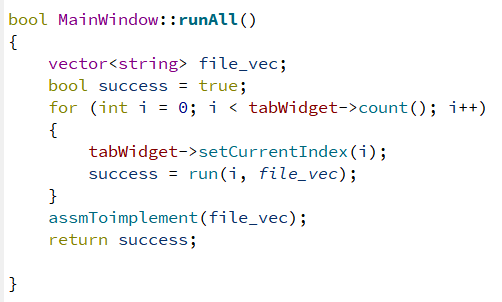 bool MainWindow::runAll()
{
    vector<string> file_vec;
    bool success = true;
    for (int i = 0; i < tabWidget->count(); i++)
    {
        tabWidget->setCurrentIndex(i);
        success = run(i, file_vec);
    }
    assmToimplement(file_vec);
    return success;
}